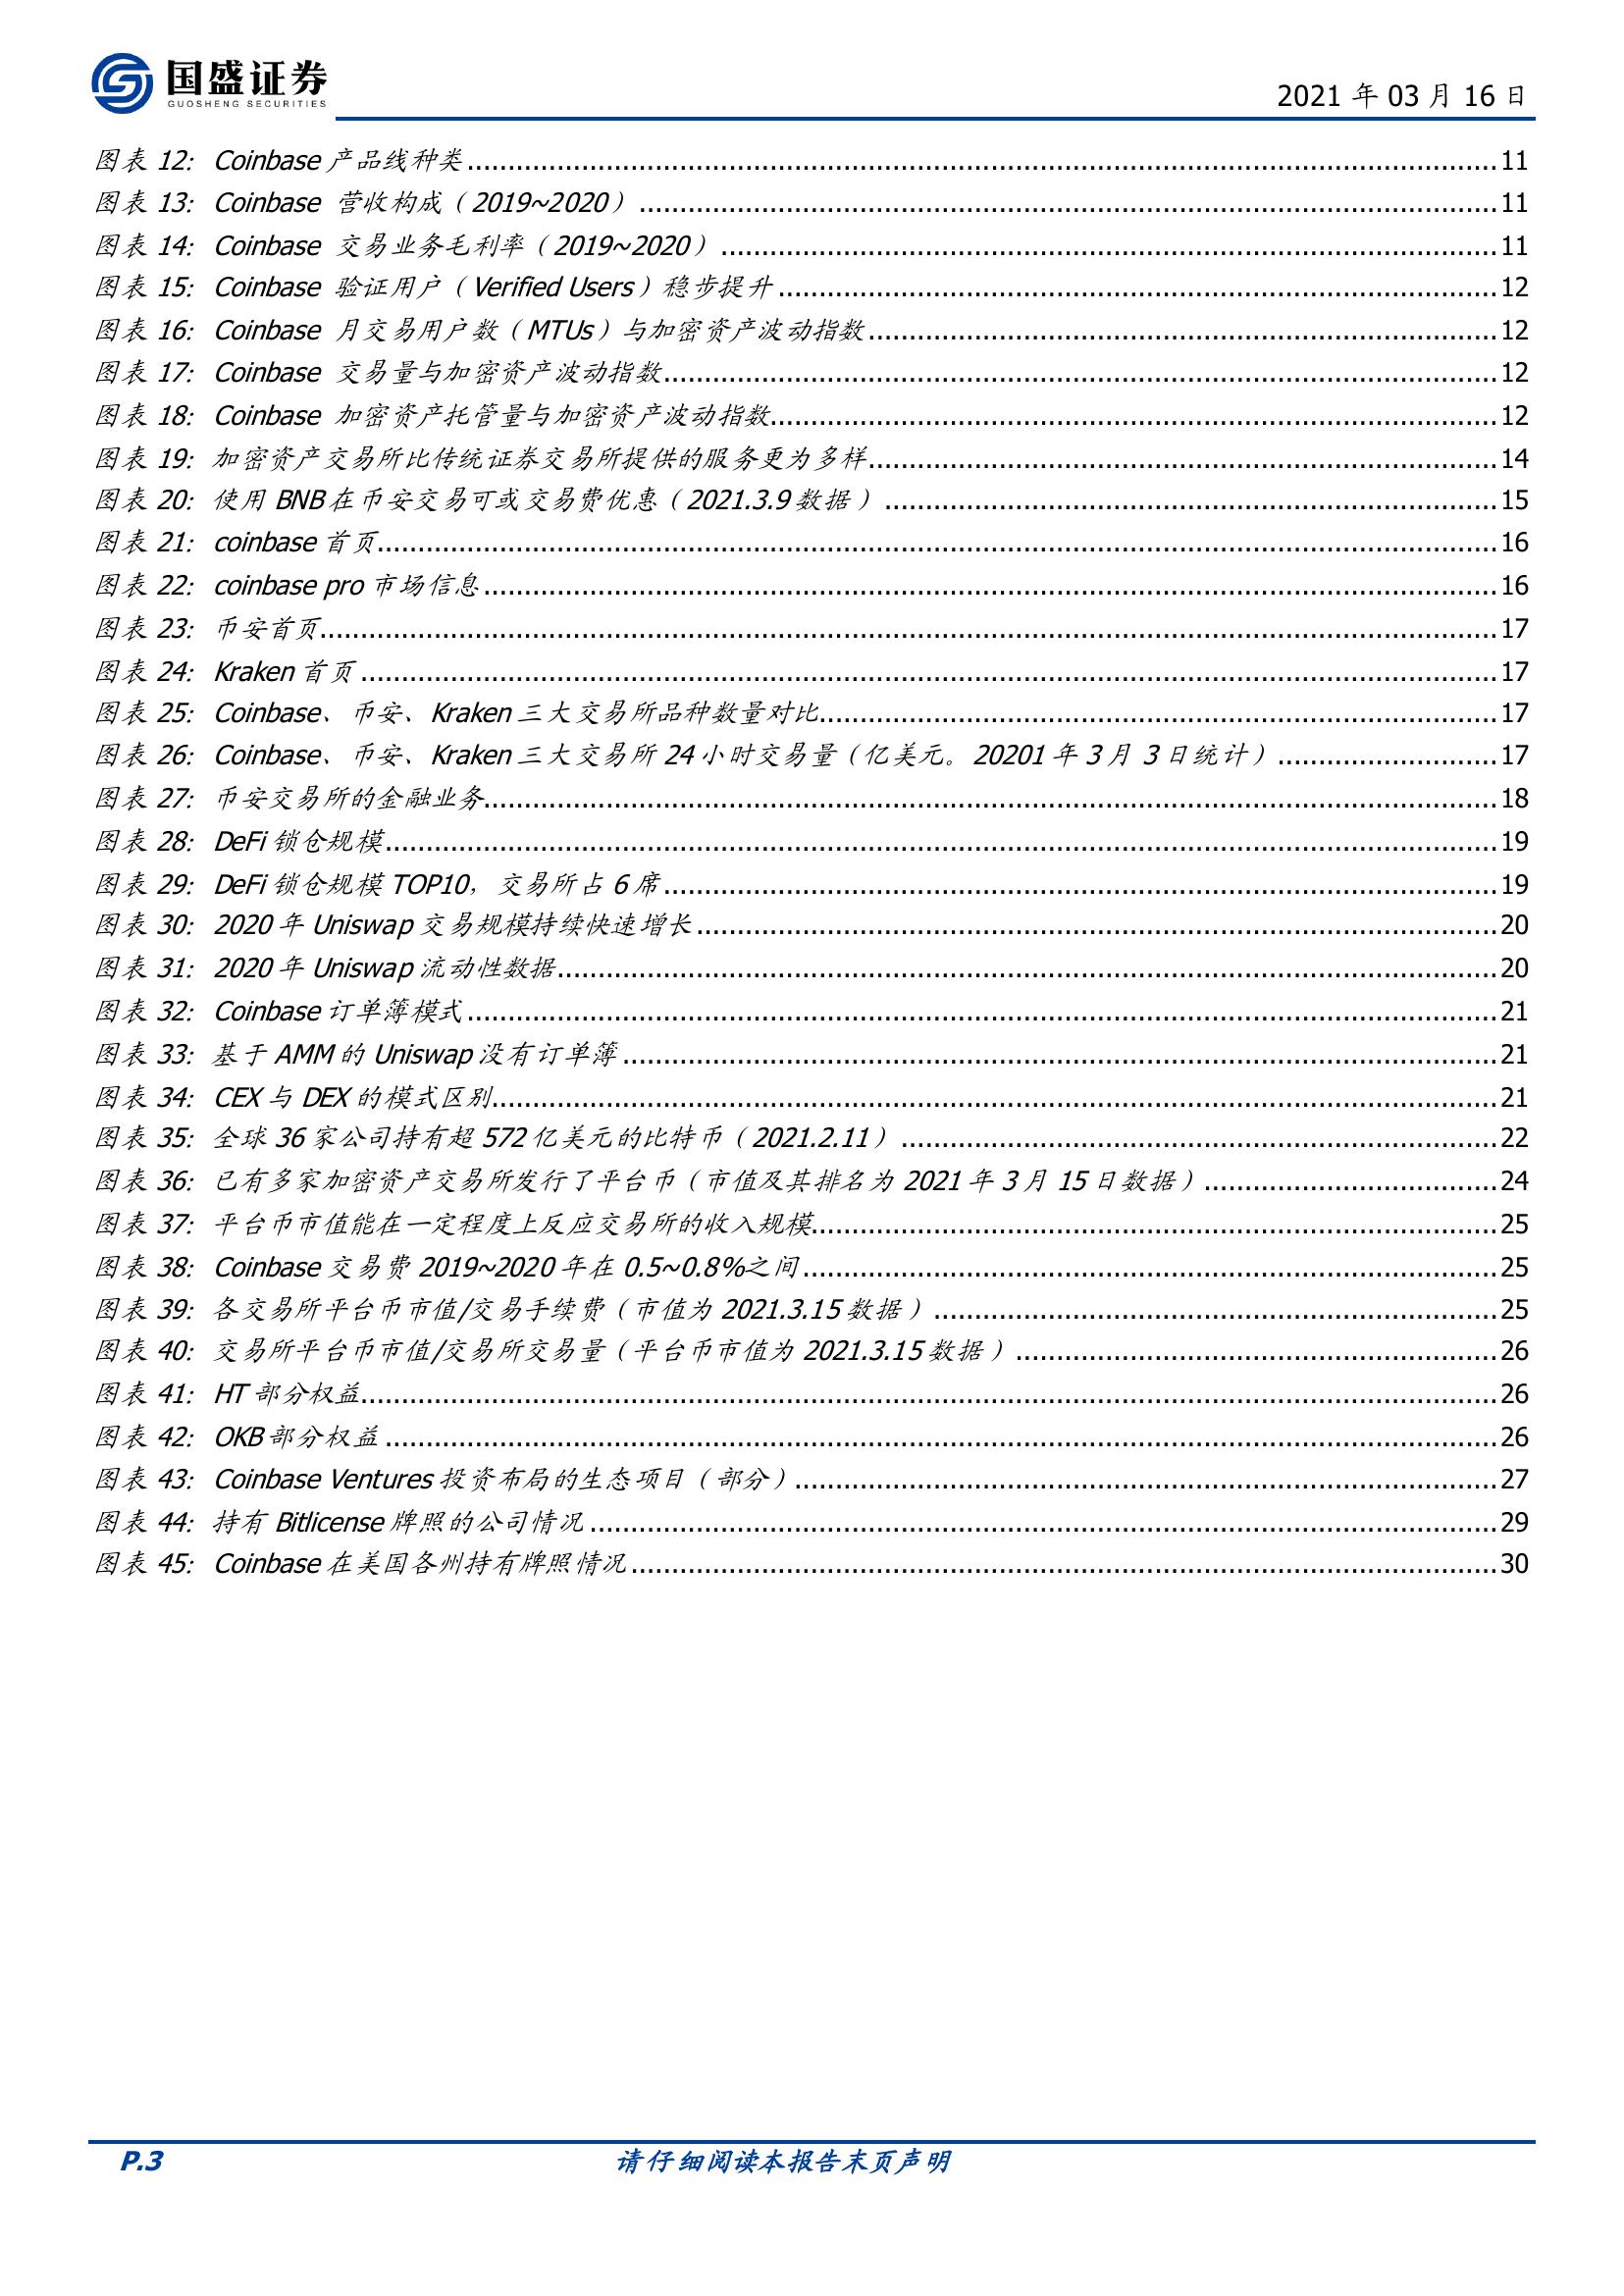 国盛证券
GUOSHENG SECURITIES
2021 年 03 月 16 日
图表 12: Coinbase 产品线种类........11
图表 13: Coinbase 营收构成（2019~2020）........11
图表 14: Coinbase 交易业务毛利率（2019~2020）........11
图表 15: Coinbase 验证用户（Verified Users）稳步提升........12
图表 16: Coinbase 月交易用户数（MTUs）与加密资产波动指数........12
图表 17: Coinbase 交易量与加密资产波动指数........12
图表 18: Coinbase 加密资产托管量与加密资产波动指数........12
图表 19: 加密资产交易所比传统证券交易所提供的服务更为多样........14
图表 20: 使用 BNB 在币安交易可或交易费优惠（2021.3.9 数据）........15
图表 21: coinbase 首页........16
图表 22: coinbase pro 市场信息........16
图表 23: 币安首页........17
图表 24: Kraken 首页........17
图表 25: Coinbase、币安、Kraken 三大交易所品种数量对比........17
图表 26: Coinbase、币安、Kraken 三大交易所 24 小时交易量（亿美元。20201 年 3 月 3 日统计）........17
图表 27: 币安交易所的金融业务........18
图表 28: DeFi 锁仓规模........19
图表 29: DeFi 锁仓规模 TOP10，交易所占 6 席........19
图表 30: 2020 年 Uniswap 交易规模持续快速增长........20
图表 31: 2020 年 Uniswap 流动性数据........20
图表 32: Coinbase 订单簿模式........21
图表 33: 基于 AMM 的 Uniswap 没有订单簿........21
图表 34: CEX 与 DEX 的模式区别........21
图表 35: 全球 36 家公司持有超 572 亿美元的比特币（2021.2.11）........22
图表 36: 已有多家加密资产交易所发行了平台币（市值及其排名为 2021 年 3 月 15 日数据）........24
图表 37: 平台币市值能在一定程度上反应交易所的收入规模........25
图表 38: Coinbase 交易费 2019~2020 年在 0.5~0.8%之间........25
图表 39: 各交易所平台币市值/交易手续费（市值为 2021.3.15 数据）........25
图表 40: 交易所平台币市值/交易所交易量（平台币市值为 2021.3.15 数据）........26
图表 41: HT 部分权益........26
图表 42: OKB 部分权益........26
图表 43: Coinbase Ventures 投资布局的生态项目（部分）........27
图表 44: 持有 Bitlicense 牌照的公司情况........29
图表 45: Coinbase 在美国各州持有牌照情况........30
P.3
请仔细阅读本报告末页声明